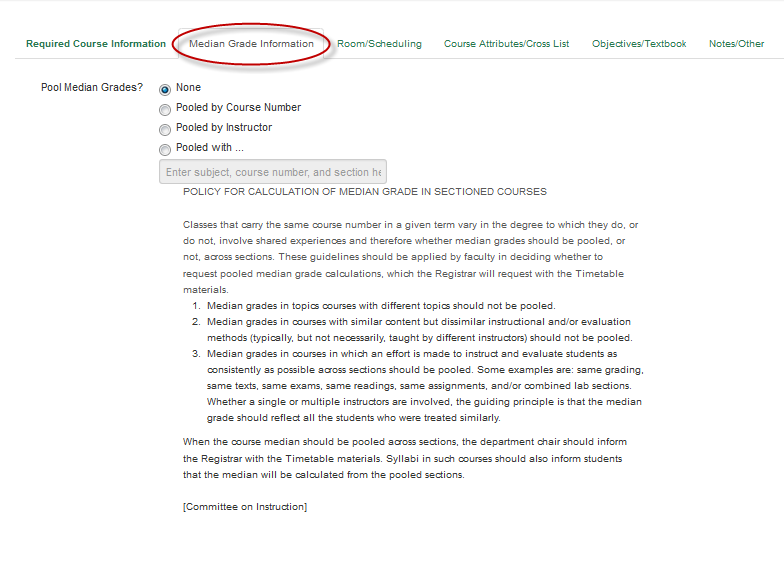 Required Course Information Median Grade Information Room/Scheduling Course Attributes/Cross List Objectives/Textbook Notes/Other
Pool Median Grades? None
Pooled by Course Number
Pooled by Instructor
Pooled with ...
Enter subject, course number, and section he
POLICY FOR CALCULATION OF MEDIAN GRADE IN SECTIONED COURSES
Classes that carry the same course number in a given term vary in the degree to which they do, or
do not, involve shared experiences and therefore whether median grades should be pooled, or
not, across sections. These guidelines should be applied by faculty in deciding whether to
request pooled median grade calculations, which the Registrar will request with the Timetable
materials.
1. Median grades in topics courses with different topics should not be pooled.
2. Median grades in courses with similar content but dissimilar instructional and/or evaluation
methods (typically, but not necessarily, taught by different instructors) should not be pooled.
3. Median grades in courses in which an effort is made to instruct and evaluate students as
consistently as possible across sections should be pooled. Some examples are: same grading,
same texts, same exams, same readings, same assignments, and/or combined lab sections.
Whether a single or multiple instructors are involved, the guiding principle is that the median
grade should reflect all the students who were treated similarly.
When the course median should be pooled across sections, the department chair should inform
the Registrar with the Timetable materials. Syllabi in such courses should also inform students
that the median will be calculated from the pooled sections.
[Committee on Instruction]